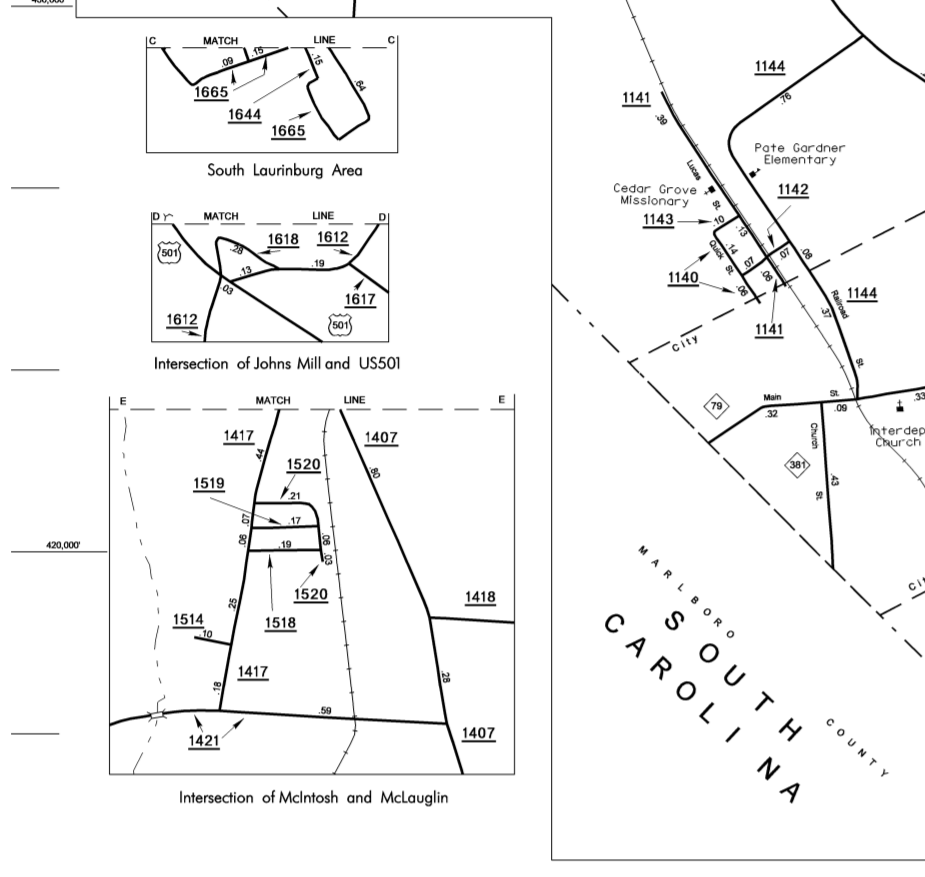 C MATCH LINE C
.09 .15 .15 .64
1665
1644
1665
South Laurinburg Area
D MATCH LINE D
501
1618 1612
.28 .19
.13
.03
1617
1612
501
Intersection of Johns Mill and US501
E MATCH LINE E
1417
1407
.44
1520
.80
1519
.21
.07 .17
.06 .19 .06 .03
420,000'
1520
1518
.25
1418
1514
.10
1417
.18
.28
.59
1421
1407
Intersection of McIntosh and McLauglin
1144
1141
.76
.39
Pate Gardner
Elementary
Lucas St.
Cedar Grove
Missionary
1142
1143
.10 .13
.14
Quick St.
.07 .07 .08
1140
.06 .06
1144
1141
Railroad St.
.37
City
79
Main St.
.32 .09 .33
Interdep
Church
Church St.
381
.43
MARLBORO COUNTY
SOUTH
CAROLINA